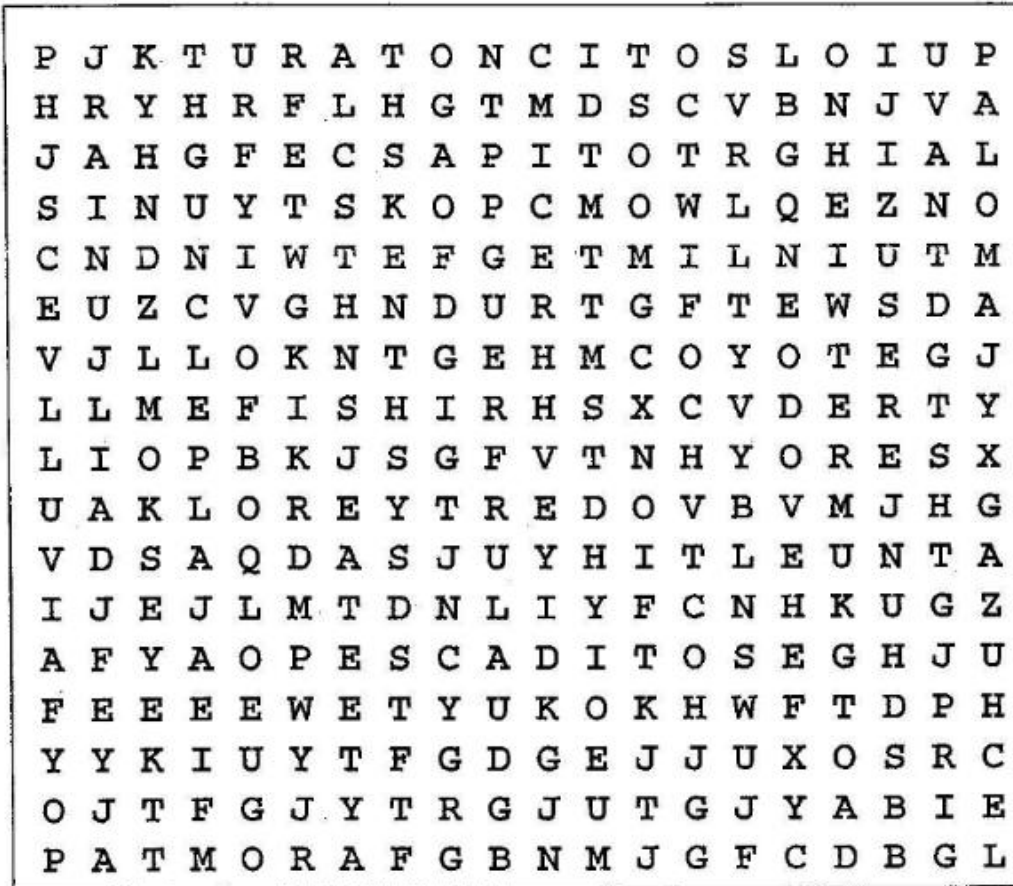 P J K T U R A T O N C I T O S L O I U P
H R Y H R F L H G T M D S C V B N J V A
J A H G F E C S A P I T O T R G H I A L
S I N U Y T S K O P C M O W L Q E Z N O
C N D N I W T E F G E T M I L N I U T M
E U Z C V G H N D U R T G F T E W S D A
V J L L O K N T G E H M C O Y O T E G J
L L M E F I S H I R H S X C V D E R T Y
L I O P B K J S G F V T N H Y O R E S X
U A K L O R E Y T R E D O V B V M J H G
V D S A Q D A S J U Y H I T L E U N T A
I J E J L M T D N L I Y F C N H K U G Z
A F Y A O P E S C A D I T O S E G H J U
F E E E E W E T Y U K O K H W F T D P H
Y Y K I U Y T F G D G E J J U X O S R C
O J T F G J Y T R G J U T G J Y A B I E
P A T M O R A F G B N M J G F C D B G L